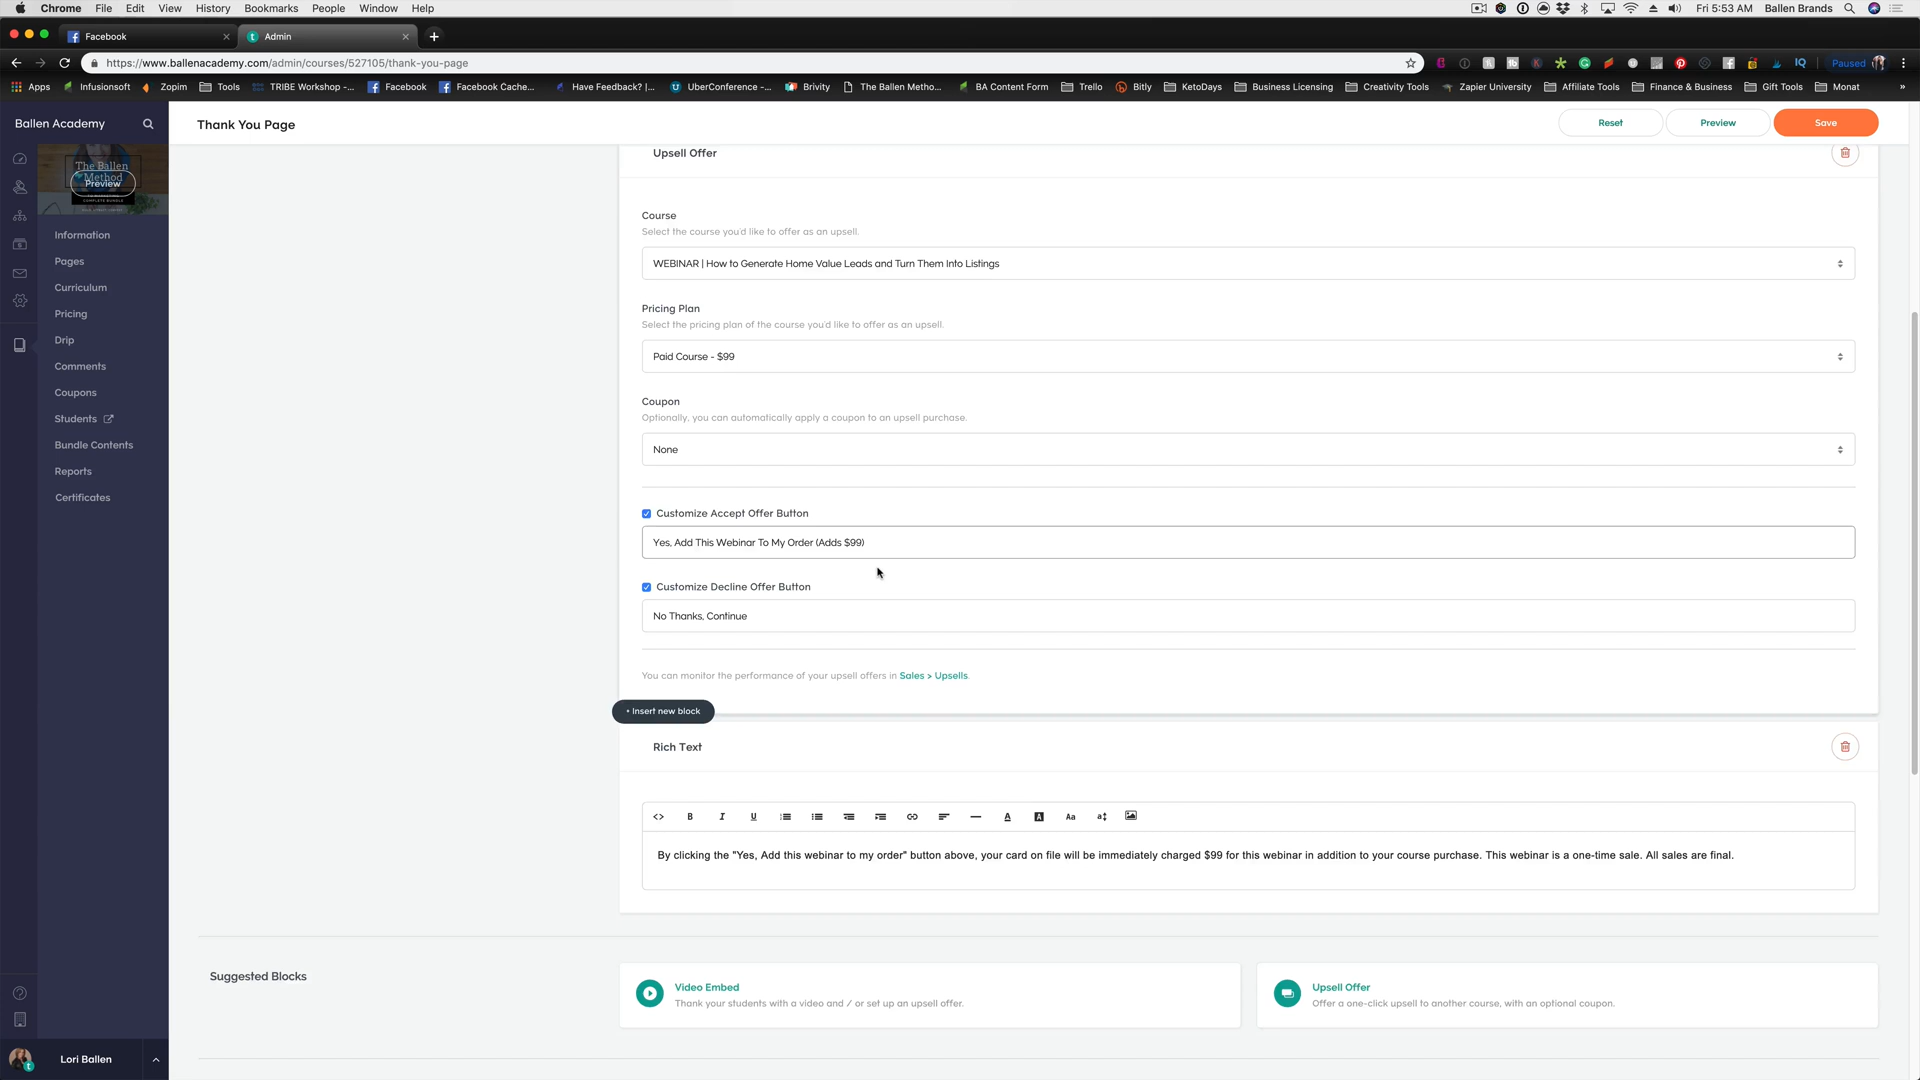 Chrome File Edit View History Bookmarks People Window Help
Fri 5:53 AM Ballen Brands
Facebook
Admin
https://www.ballenacademy.com/admin/courses/527105/thank-you-page
Paused
Apps Infusionsoft Zopim Tools TRIBE Workshop -... Facebook Facebook Cache... Have Feedback? |... UberConference -... Brivity The Ballen Metho... BA Content Form Trello Bitly KetoDays Business Licensing Creativity Tools Zapier University Affiliate Tools Finance & Business Gift Tools Monat
Ballen Academy
Thank You Page
Reset
Preview
Save
The Ballen
Method
Preview
COMPLETE BUNDLE
Information
Pages
Curriculum
Pricing
Drip
Comments
Coupons
Students
Bundle Contents
Reports
Certificates
Lori Ballen
Upsell Offer
Course
Select the course you'd like to offer as an upsell.
WEBINAR | How to Generate Home Value Leads and Turn Them Into Listings
Pricing Plan
Select the pricing plan of the course you'd like to offer as an upsell.
Paid Course - $99
Coupon
Optionally, you can automatically apply a coupon to an upsell purchase.
None
Customize Accept Offer Button
Yes, Add This Webinar To My Order (Adds $99)
Customize Decline Offer Button
No Thanks, Continue
You can monitor the performance of your upsell offers in Sales > Upsells.
+ Insert new block
Rich Text
<> B I U A A Aa a
By clicking the "Yes, Add this webinar to my order" button above, your card on file will be immediately charged $99 for this webinar in addition to your course purchase. This webinar is a one-time sale. All sales are final.
Suggested Blocks
Video Embed
Thank your students with a video and / or set up an upsell offer.
Upsell Offer
Offer a one-click upsell to another course, with an optional coupon.